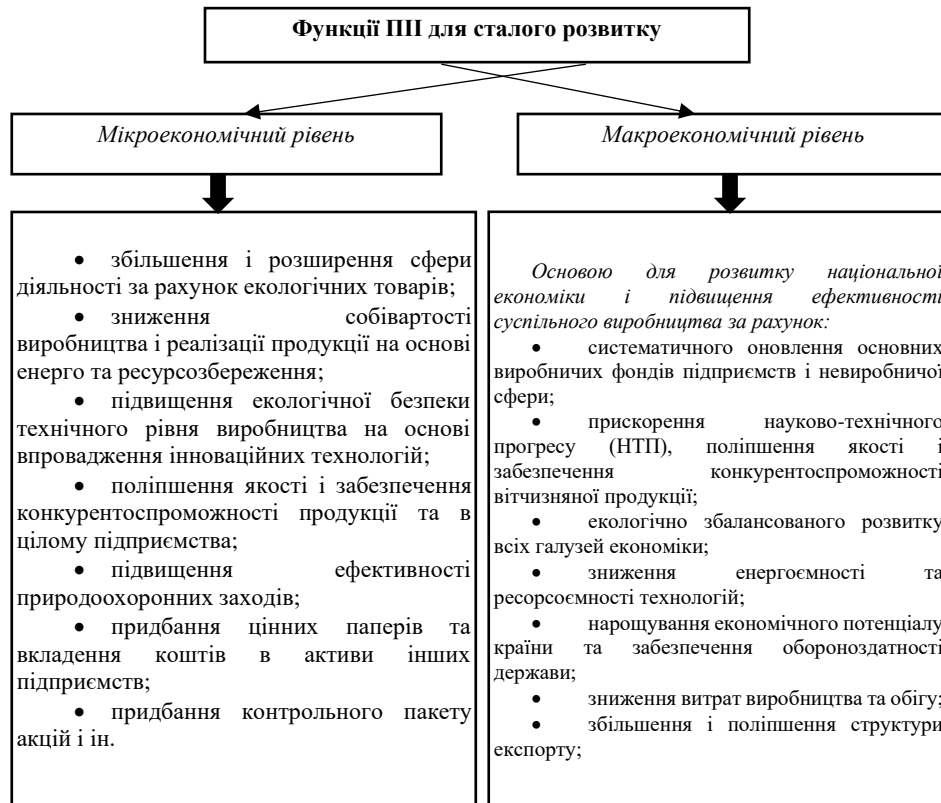 Функції ПІІ для сталого розвитку
Мікроекономічний рівень
Макроекономічний рівень
• збільшення і розширення сфери
діяльності за рахунок екологічних товарів;
• зниження собівартості
виробництва і реалізації продукції на основі
енерго та ресурсозбереження;
• підвищення екологічної безпеки
технічного рівня виробництва на основі
впровадження інноваційних технологій;
• поліпшення якості і забезпечення
конкурентоспроможності продукції та в
цілому підприємства;
• підвищення ефективності
природоохоронних заходів;
• придбання цінних паперів та
вкладення коштів в активи інших
підприємств;
• придбання контрольного пакету
акцій і ін.
Основою для розвитку національної
економіки і підвищення ефективності
суспільного виробництва за рахунок:
• систематичного оновлення основних
виробничих фондів підприємств і невиробничої
сфери;
• прискорення науково-технічного
прогресу (НТП), поліпшення якості і
забезпечення конкурентоспроможності
вітчизняної продукції;
• екологічно збалансованого розвитку
всіх галузей економіки;
• зниження енергоємності та
ресорсоємності технологій;
• нарощування економічного потенціалу
країни та забезпечення обороноздатності
держави;
• зниження витрат виробництва та обігу;
• збільшення і поліпшення структури
експорту;